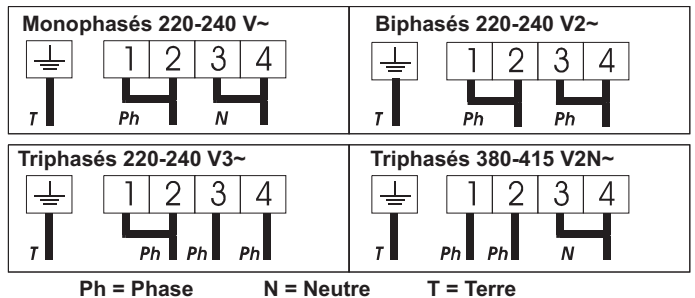 Monophasés 220-240 V~
1 2 3 4
T Ph N
Biphasés 220-240 V2~
1 2 3 4
T Ph Ph
Triphasés 220-240 V3~
1 2 3 4
T Ph Ph Ph
Triphasés 380-415 V2N~
1 2 3 4
T Ph Ph N
Ph = Phase N = Neutre T = Terre